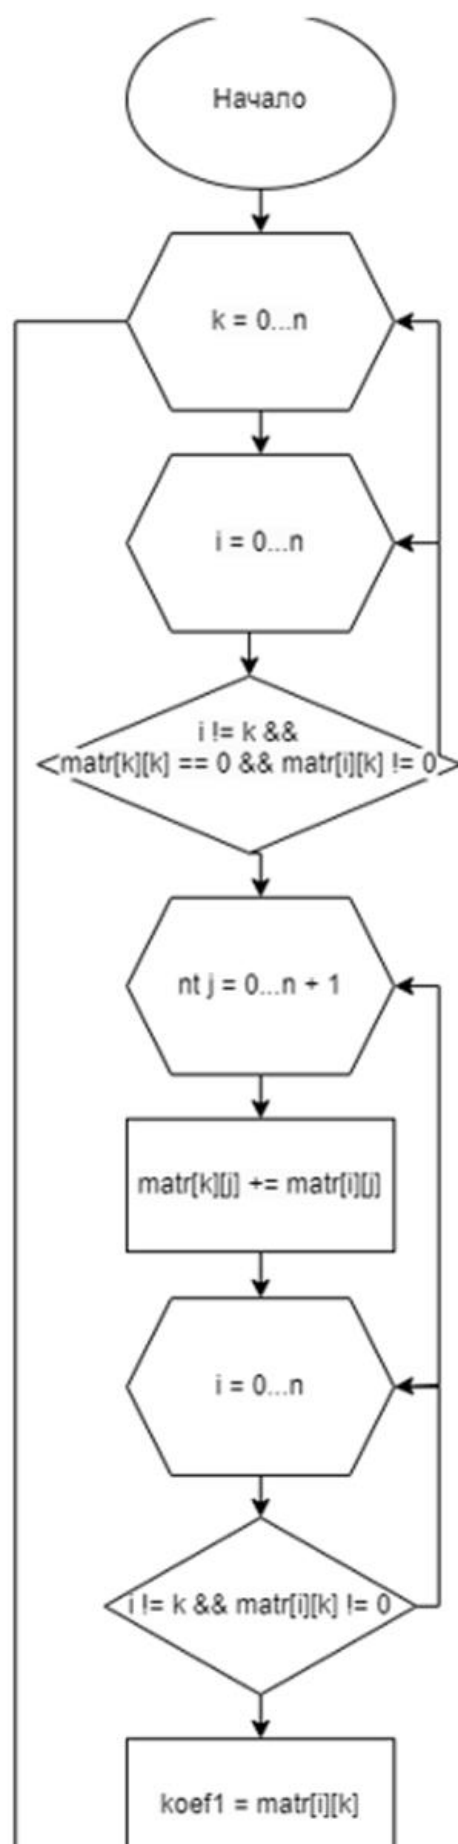 Начало
k = 0...n
i = 0...n
i != k &&
matr[k][k] == 0 && matr[i][k] != 0
nt j = 0...n + 1
matr[k][j] += matr[i][j]
i = 0...n
i != k && matr[i][k] != 0
koef1 = matr[i][k]